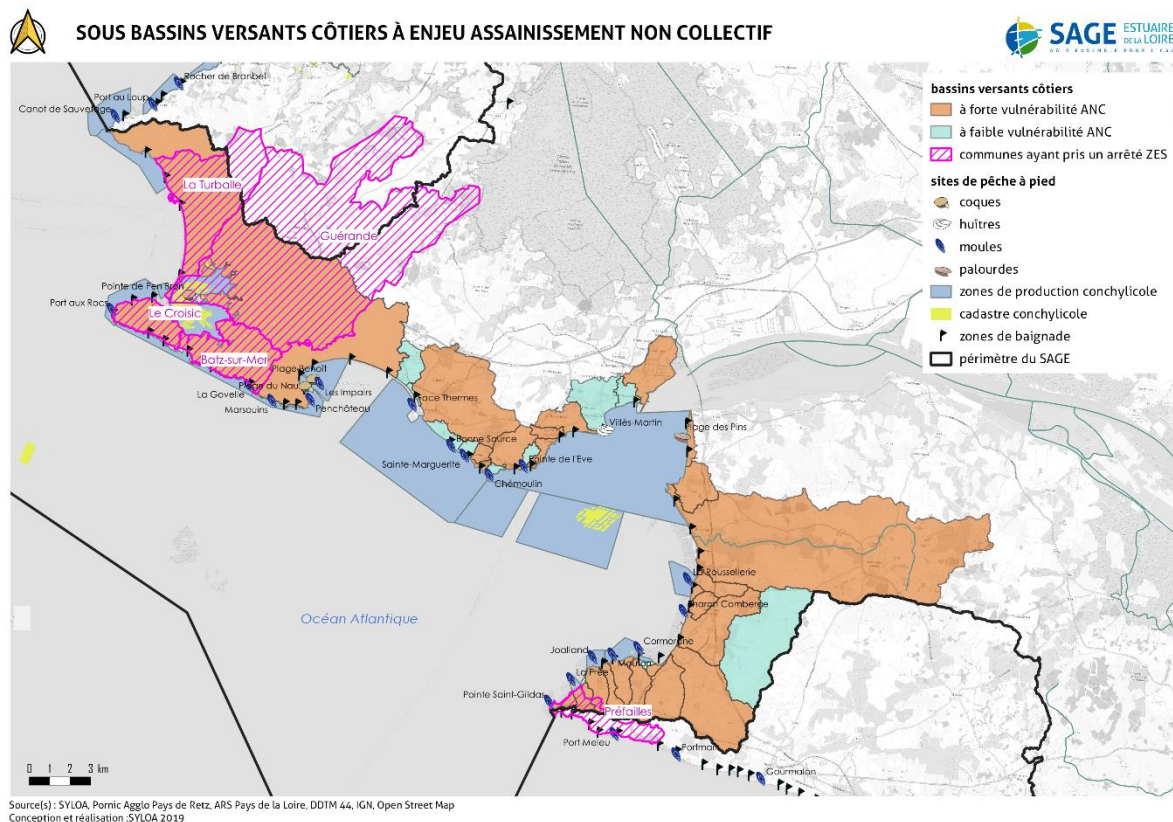 SOUS BASSINS VERSANTS CÔTIERS À ENJEU ASSAINISSEMENT NON COLLECTIF
SAGE ESTUAIRE DE LA LOIRE
bassins versants côtiers
à forte vulnérabilité ANC
à faible vulnérabilité ANC
communes ayant pris un arrêté ZES
sites de pêche à pied
coques
huîtres
moules
palourdes
zones de production conchylicole
cadastre conchylicole
zones de baignade
périmètre du SAGE
Rocher de Branbel
Port au Loup
Canot de Sauvetage
La Turballe
Guérande
Pointe de Pen Bron
Port aux Rocs
Le Croisic
Batz-sur-Mer
Plage Benoît
Plage du Nau
La Govelle
Les Impairs
Marsouins
Penchâteau
Face Thermes
Villès-Martin
Plage des Pins
Bonne Source
Sainte-Marguerite
Pointe de l'Eve
Chémoulin
La Roussellerie
Océan Atlantique
Cormorane
Joalland
La Prée
Pointe Saint-Gildas
Préfailles
Port Meleu
Portmain
Gourmalon
0 1 2 3 km
Source(s) : SYLOA, Pornic Agglo Pays de Retz, ARS Pays de la Loire, DDTM 44, IGN, Open Street Map
Conception et réalisation :SYLOA 2019